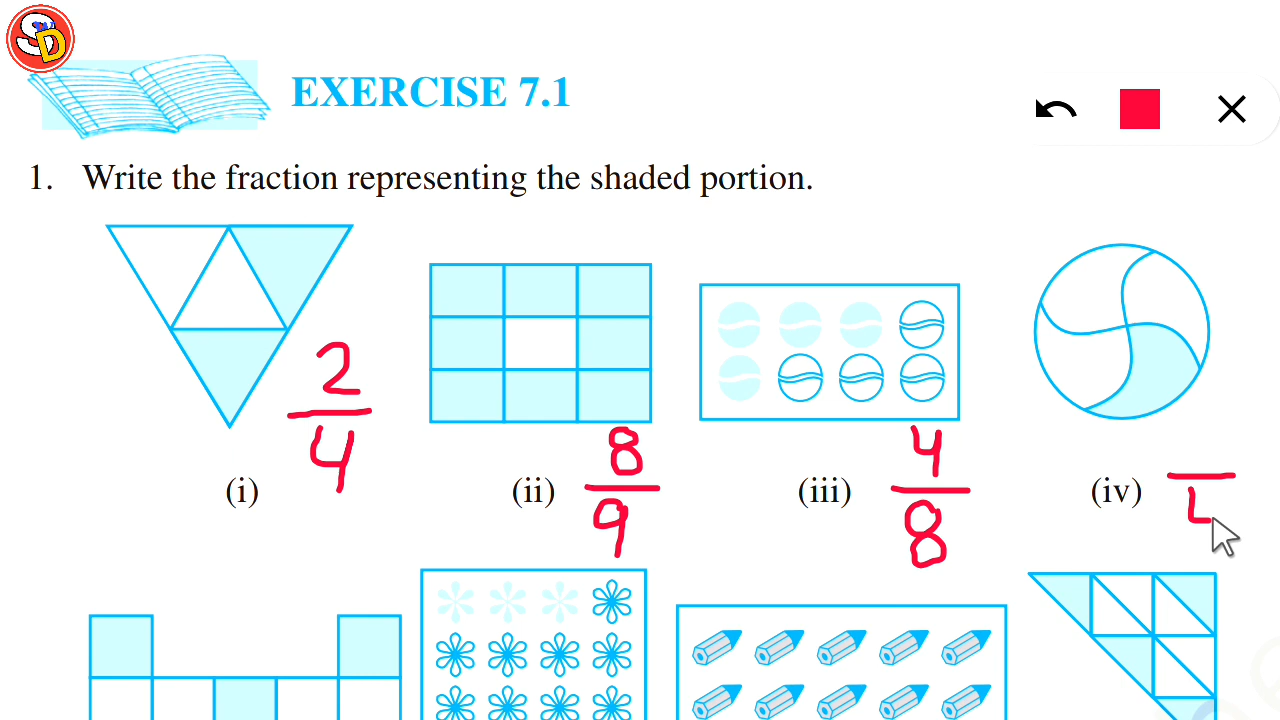 SD
EXERCISE 7.1
1. Write the fraction representing the shaded portion.
2
4
8
9
4
8
(i) (ii) (iii) (iv)